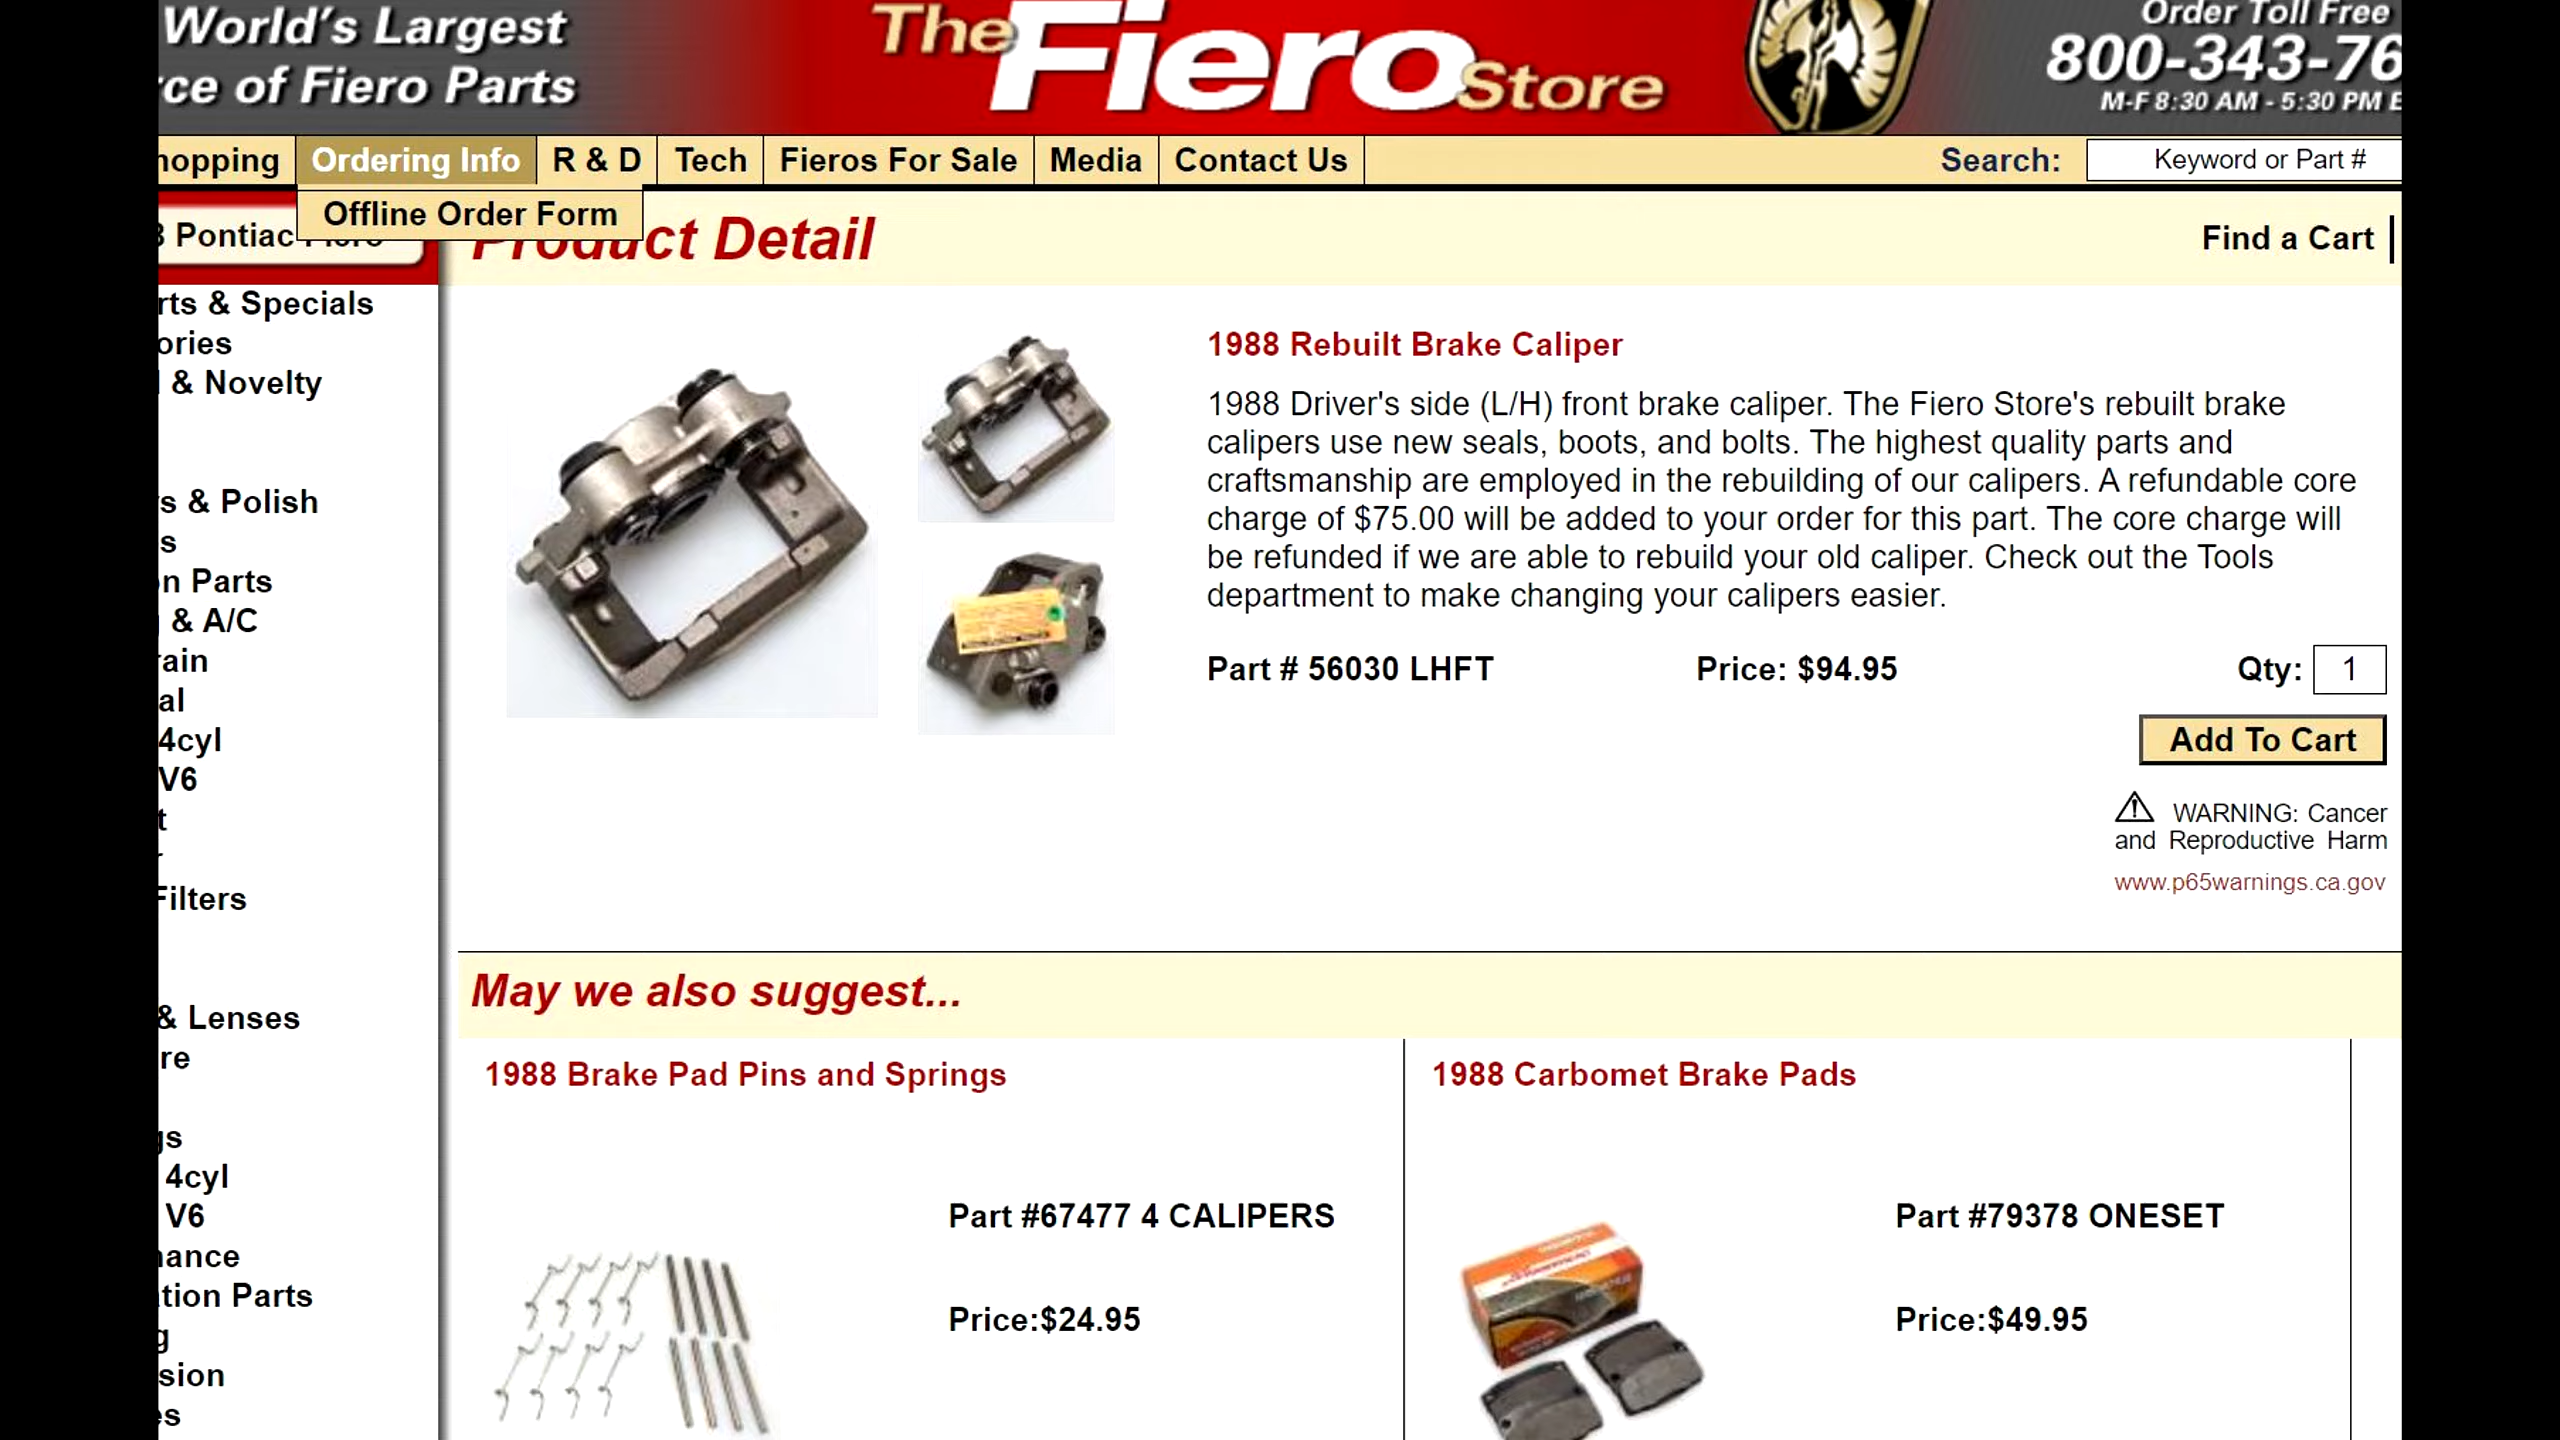 World's Largest
ce of Fiero Parts
The Fiero Store
Order Toll Free
800-343-76
M-F 8:30 AM - 5:30 PM E
hopping
Ordering Info
R & D
Tech
Fieros For Sale
Media
Contact Us
Search:
Keyword or Part #
Offline Order Form
Pontiac
Product Detail
Find a Cart
rts & Specials
ories
& Novelty
s & Polish
s
n Parts
& A/C
ain
al
4cyl
V6
t
Filters
& Lenses
re
gs
4cyl
V6
nance
tion Parts
g
sion
es
1988 Rebuilt Brake Caliper
1988 Driver's side (L/H) front brake caliper. The Fiero Store's rebuilt brake
calipers use new seals, boots, and bolts. The highest quality parts and
craftsmanship are employed in the rebuilding of our calipers. A refundable core
charge of $75.00 will be added to your order for this part. The core charge will
be refunded if we are able to rebuild your old caliper. Check out the Tools
department to make changing your calipers easier.
Part # 56030 LHFT
Price: $94.95
Qty: 1
Add To Cart
WARNING: Cancer
and Reproductive Harm
www.p65warnings.ca.gov
May we also suggest...
1988 Brake Pad Pins and Springs
Part #67477 4 CALIPERS
Price:$24.95
1988 Carbomet Brake Pads
Part #79378 ONESET
Price:$49.95